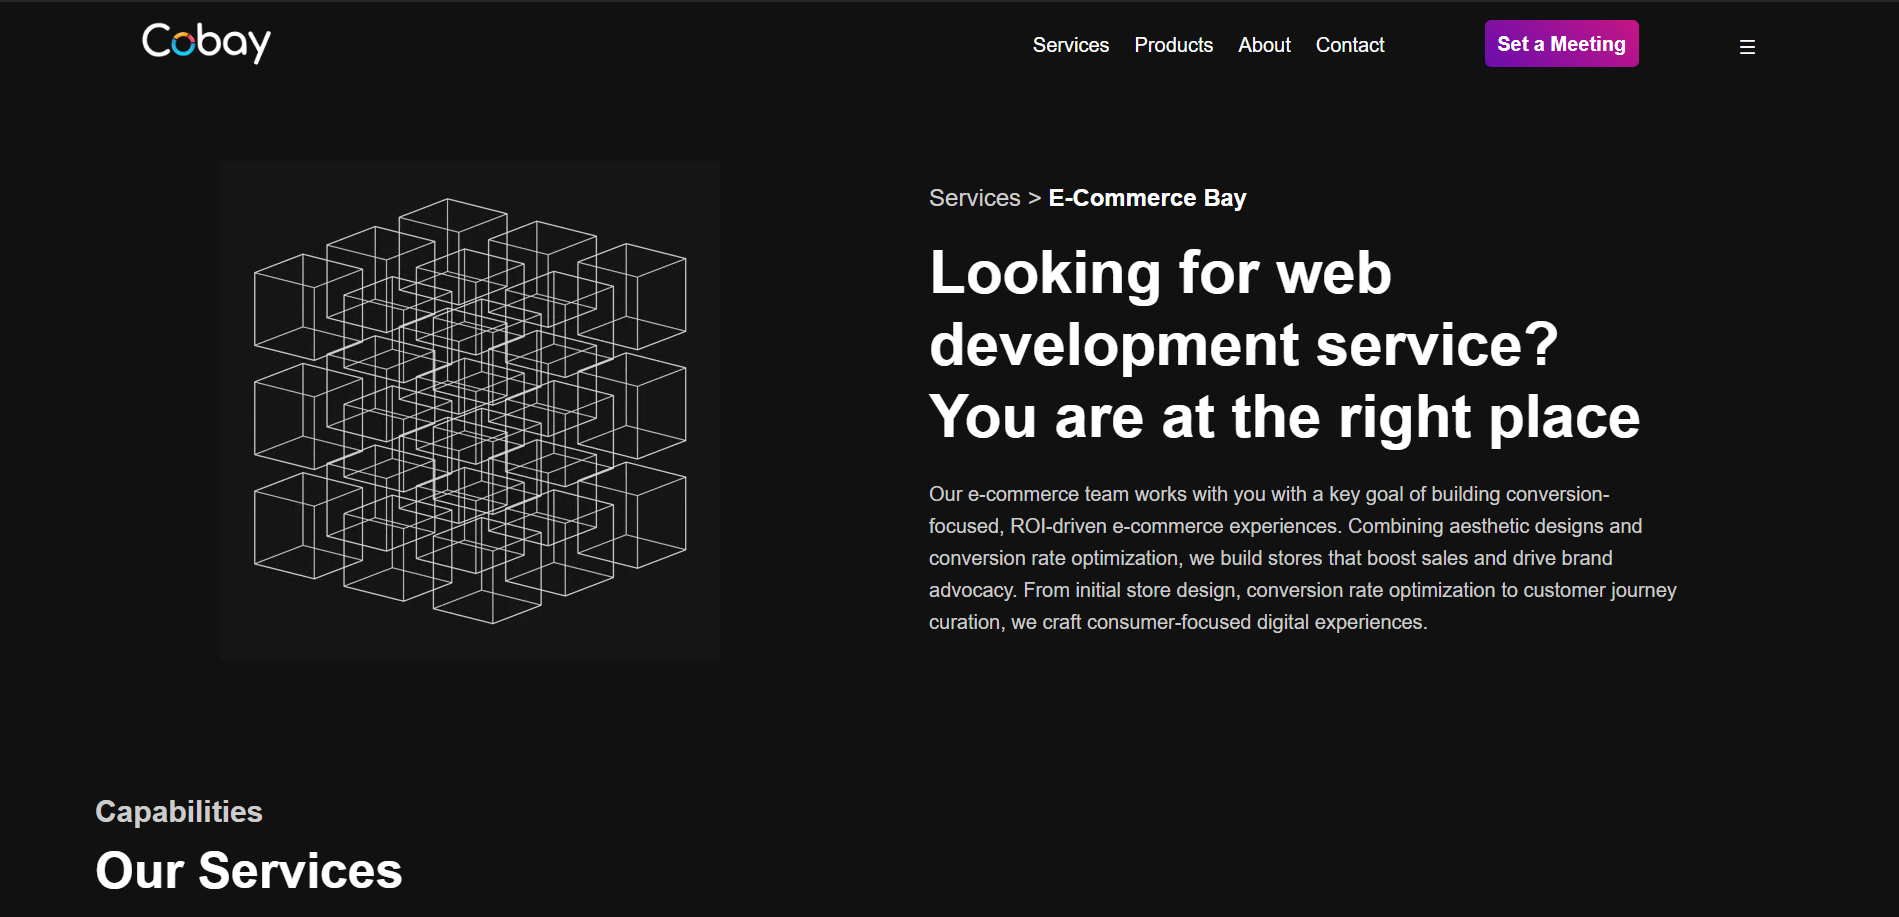 Cobay
Services Products About Contact
Set a Meeting
Services > E-Commerce Bay
Looking for web
development service?
You are at the right place
Our e-commerce team works with you with a key goal of building conversion-
focused, ROI-driven e-commerce experiences. Combining aesthetic designs and
conversion rate optimization, we build stores that boost sales and drive brand
advocacy. From initial store design, conversion rate optimization to customer journey
curation, we craft consumer-focused digital experiences.
Capabilities
Our Services